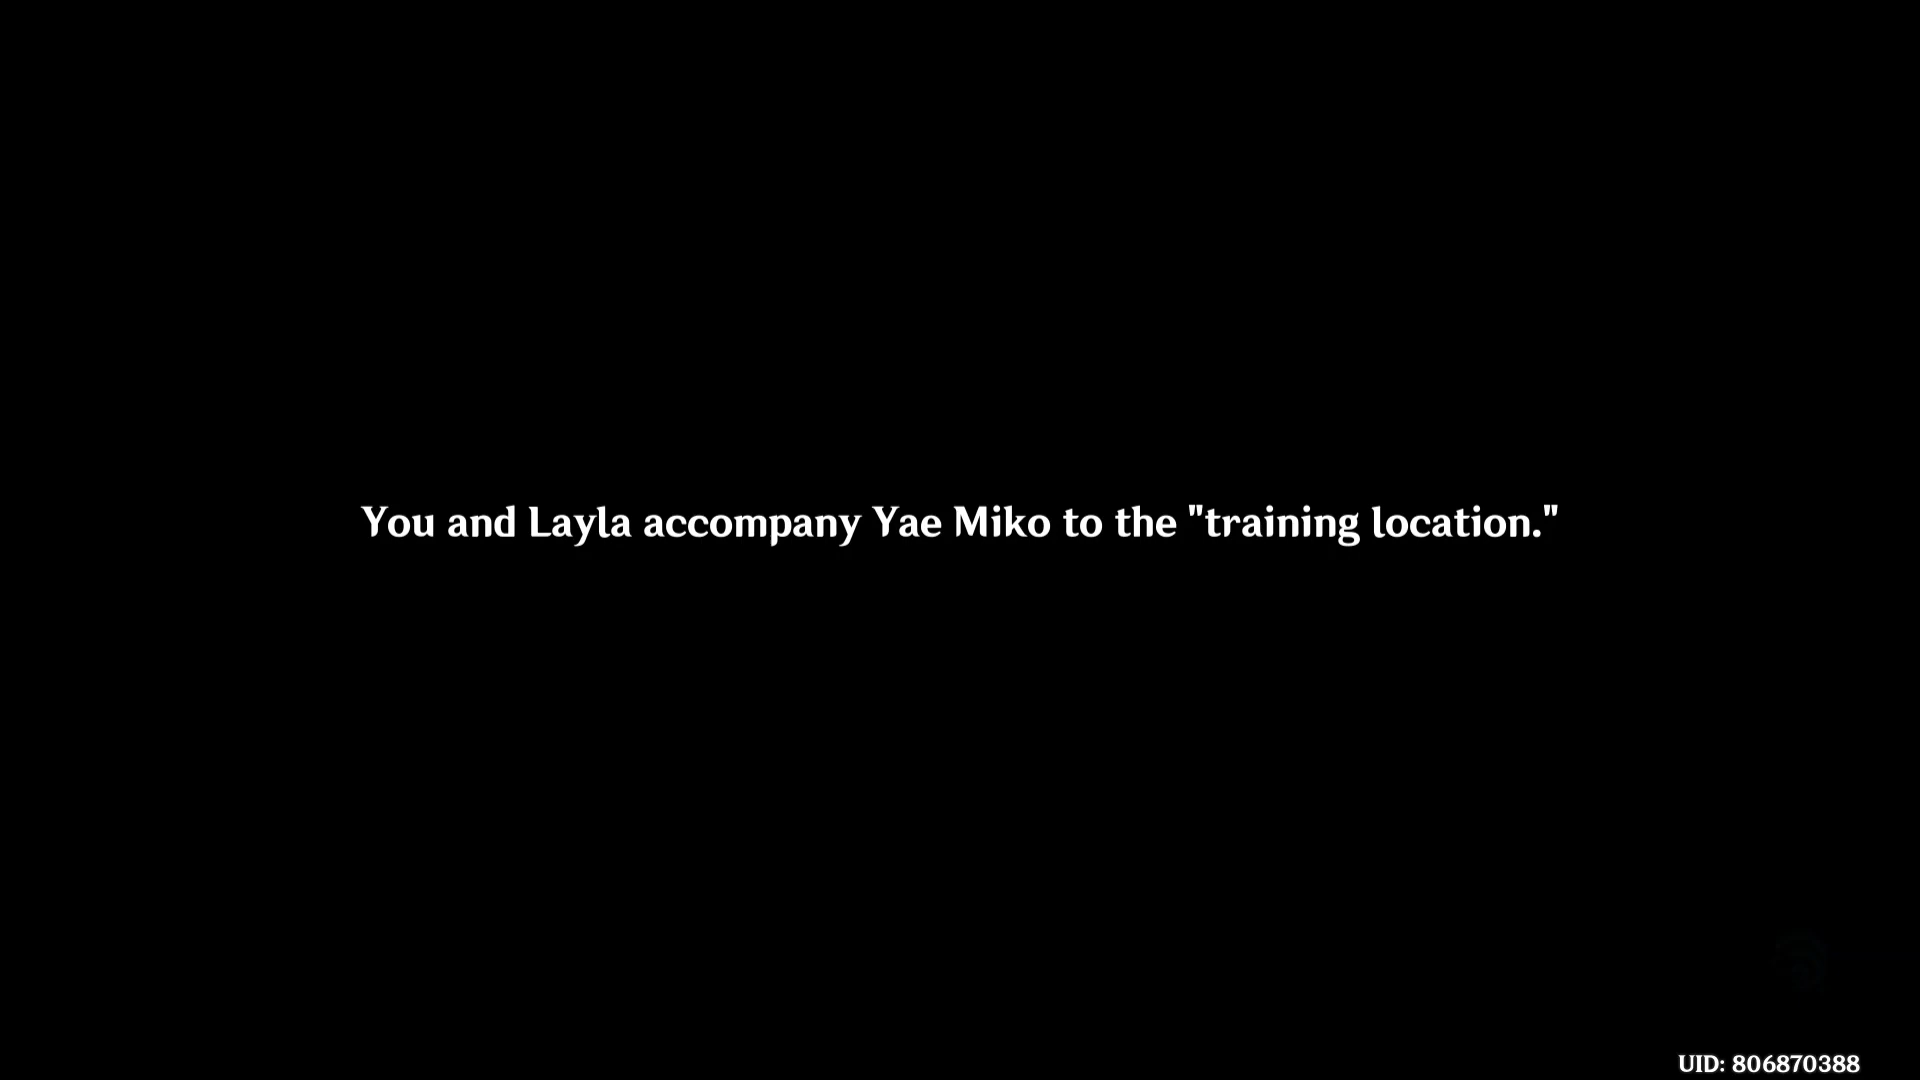 You and Layla accompany Yae Miko to the "training location."
UID: 806870388